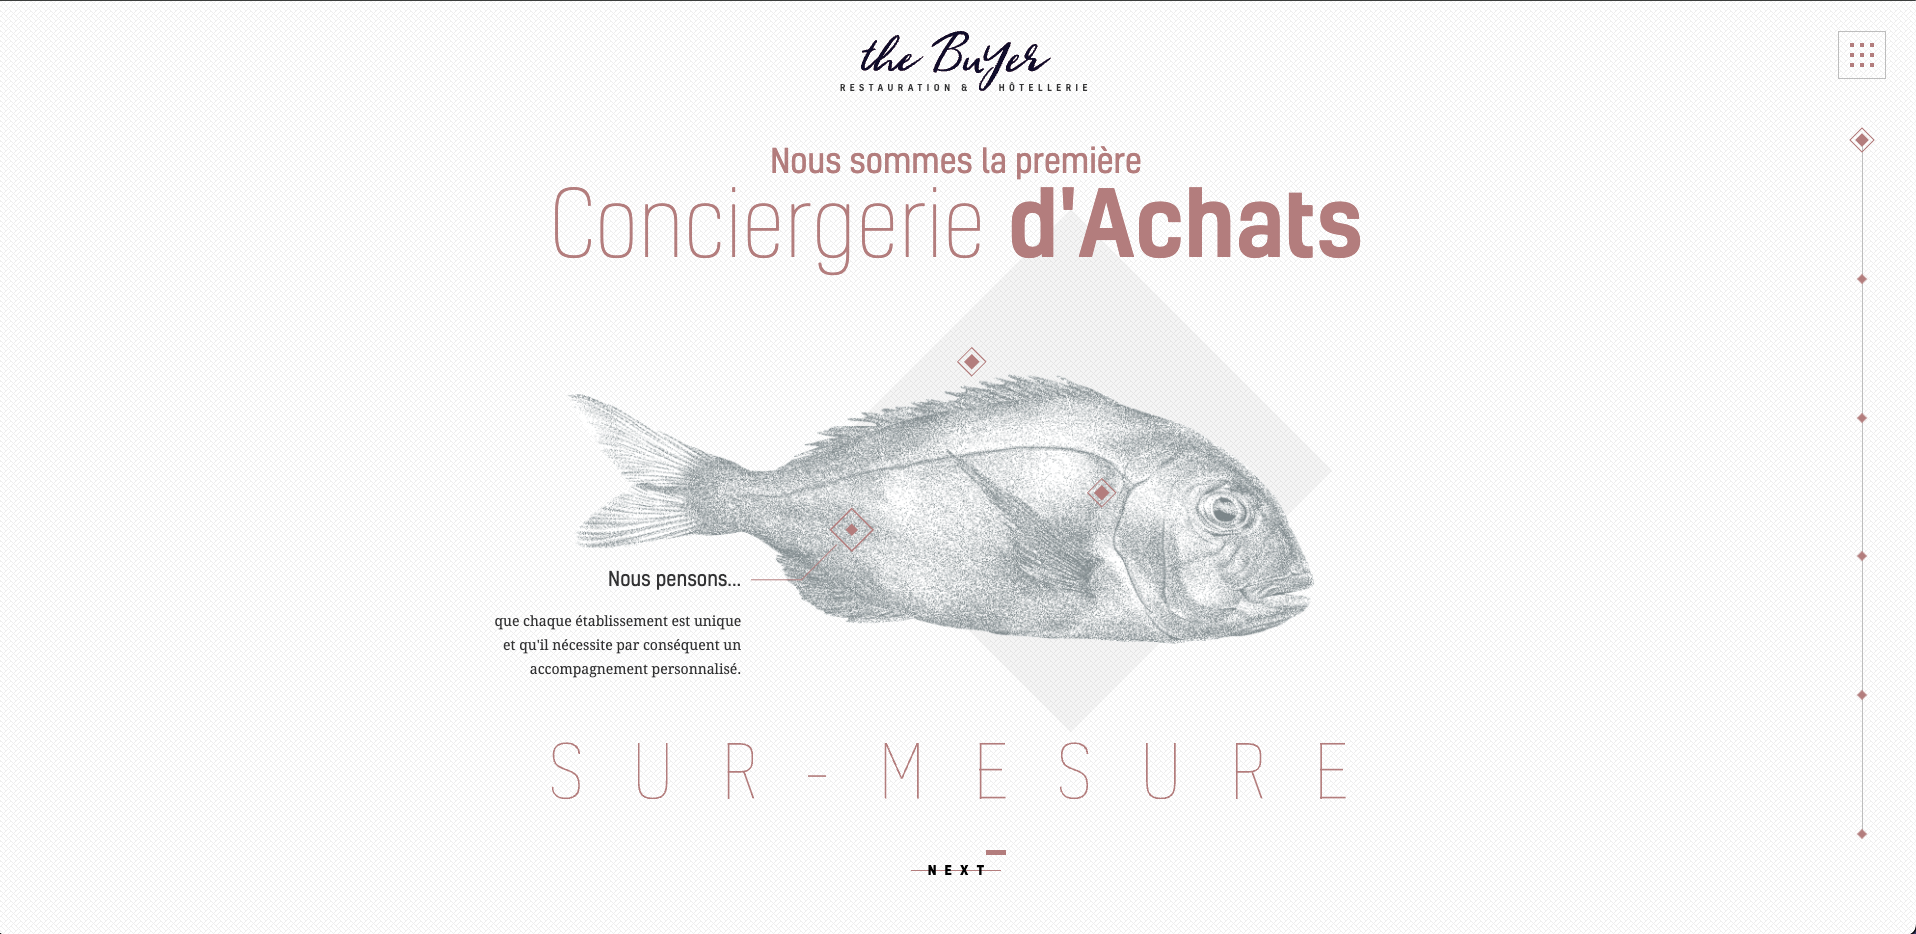 the BuYer
RESTAURATION & HÔTELLERIE
Nous sommes la première
Conciergerie d'Achats
Nous pensons...
que chaque établissement est unique
et qu'il nécessite par conséquent un
accompagnement personnalisé.
SUR-MESURE
NEXT